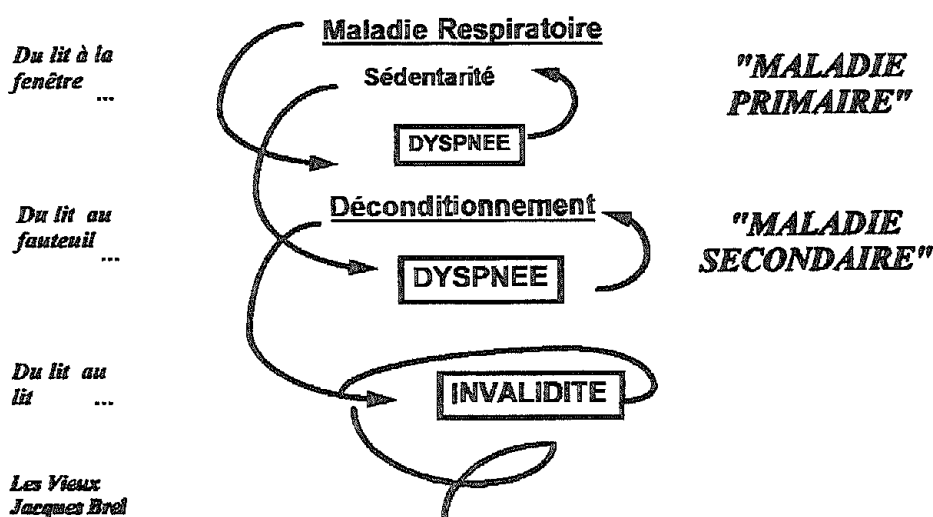 Maladie Respiratoire
Du lit à la
fenêtre
...
Sédentarité
"MALADIE
PRIMAIRE"
DYSPNEE
Du lit au
fauteuil
...
Déconditionnement
"MALADIE
SECONDAIRE"
DYSPNEE
Du lit au
lit ...
INVALIDITE
Les Vieux
Jacques Brel